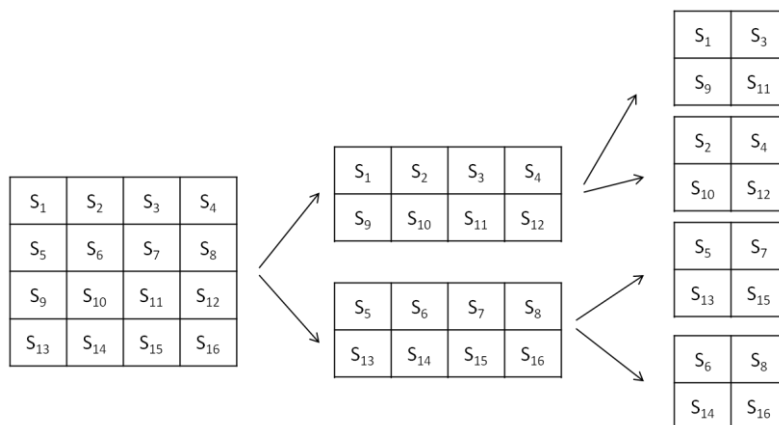 S₁ S₂ S₃ S₄
S₅ S₆ S₇ S₈
S₉ S₁₀ S₁₁ S₁₂
S₁₃ S₁₄ S₁₅ S₁₆
S₁ S₂ S₃ S₄
S₉ S₁₀ S₁₁ S₁₂
S₅ S₆ S₇ S₈
S₁₃ S₁₄ S₁₅ S₁₆
S₁ S₃
S₉ S₁₁
S₂ S₄
S₁₀ S₁₂
S₅ S₇
S₁₃ S₁₅
S₆ S₈
S₁₄ S₁₆